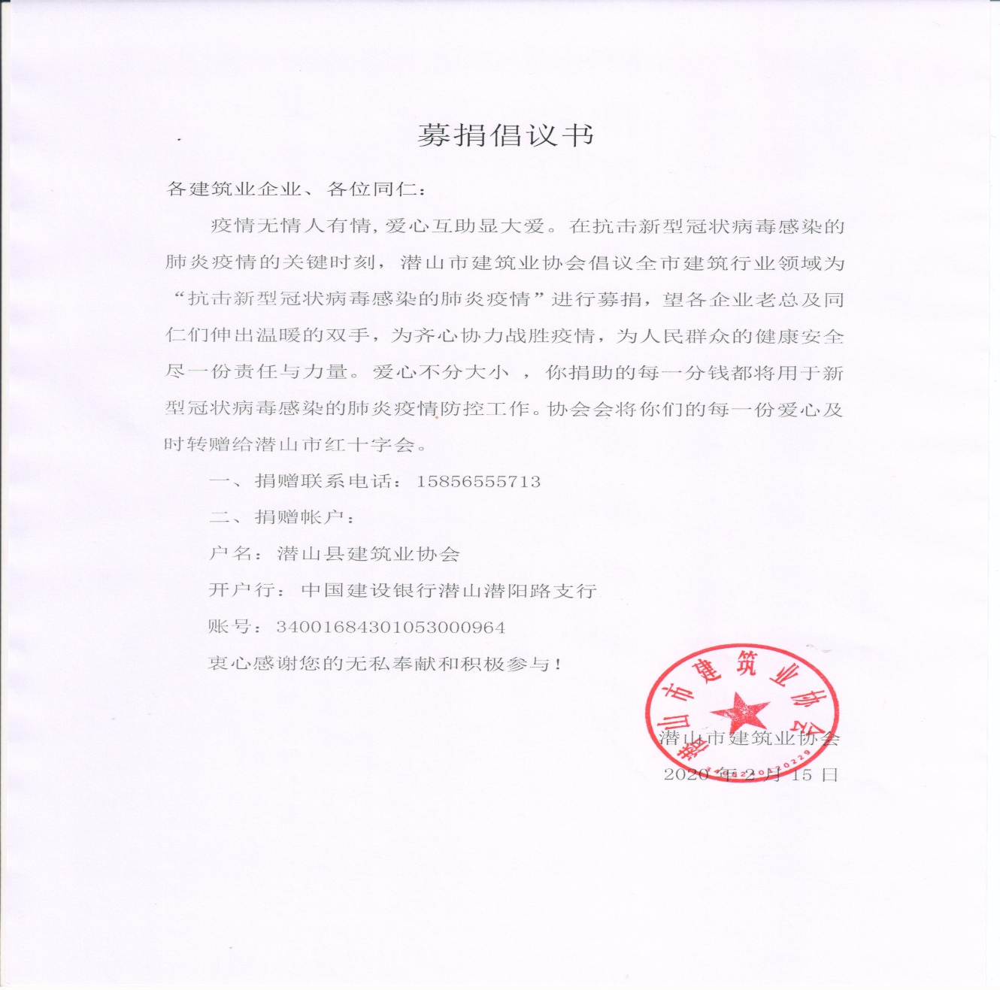 募捐倡议书
各建筑业企业、各位同仁：
疫情无情人有情,爱心互助显大爱。在抗击新型冠状病毒感染的
肺炎疫情的关键时刻，潜山市建筑业协会倡议全市建筑行业领域为
“抗击新型冠状病毒感染的肺炎疫情”进行募捐，望各企业老总及同
仁们伸出温暖的双手，为齐心协力战胜疫情，为人民群众的健康安全
尽一份责任与力量。爱心不分大小 ，你捐助的每一分钱都将用于新
型冠状病毒感染的肺炎疫情防控工作。协会会将你们的每一份爱心及
时转赠给潜山市红十字会。
一、捐赠联系电话：15856555713
二、捐赠帐户：
户名：潜山县建筑业协会
开户行：中国建设银行潜山潜阳路支行
账号：34001684301053000964
衷心感谢您的无私奉献和积极参与！
潜山市建筑业协会
潜山市建筑业协会
2020 年 2 月 15 日